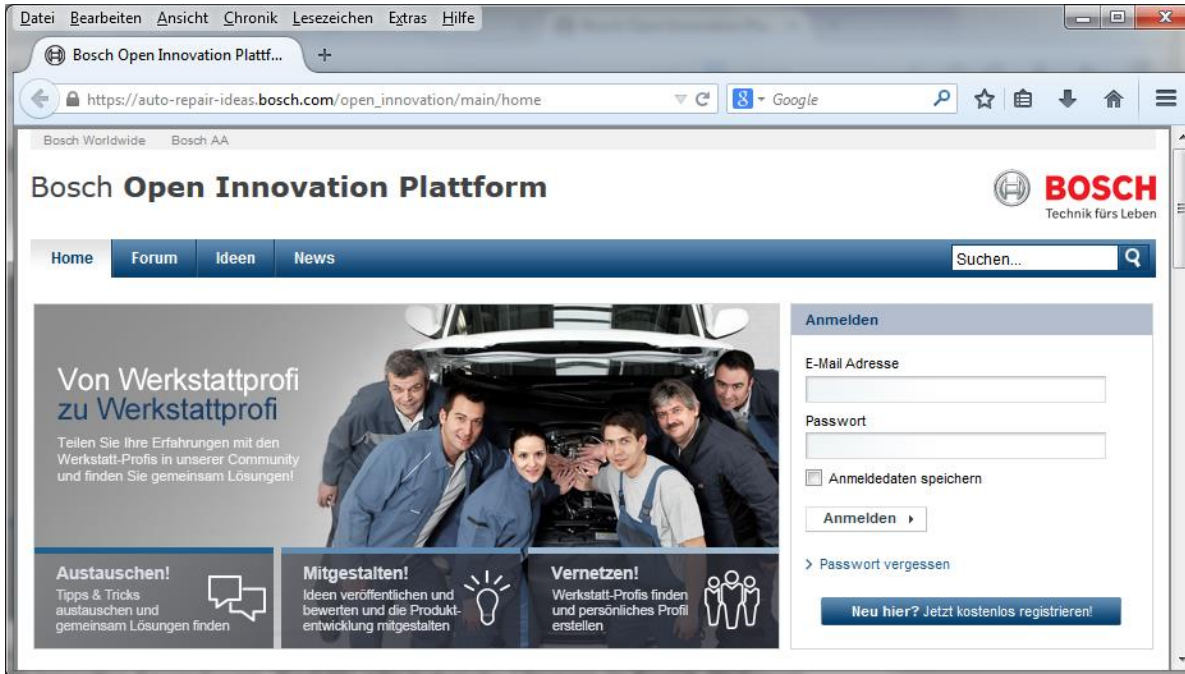 Datei Bearbeiten Ansicht Chronik Lesezeichen Extras Hilfe
Bosch Open Innovation Plattf...
https://auto-repair-ideas.bosch.com/open_innovation/main/home
Google
Bosch Worldwide Bosch AA
Bosch Open Innovation Plattform
BOSCH
Technik fürs Leben
Home Forum Ideen News
Suchen...
Von Werkstattprofi
zu Werkstattprofi
Teilen Sie Ihre Erfahrungen mit den
Werkstatt-Profis in unserer Community
und finden Sie gemeinsam Lösungen!
Austauschen!
Tipps & Tricks
austauschen und
gemeinsam Lösungen finden
Mitgestalten!
Ideen veröffentlichen und
bewerten und die Produkt-
entwicklung mitgestalten
Vernetzen!
Werkstatt-Profis finden
und persönliches Profil
erstellen
Anmelden
E-Mail Adresse
Passwort
Anmeldedaten speichern
Anmelden
Passwort vergessen
Neu hier? Jetzt kostenlos registrieren!